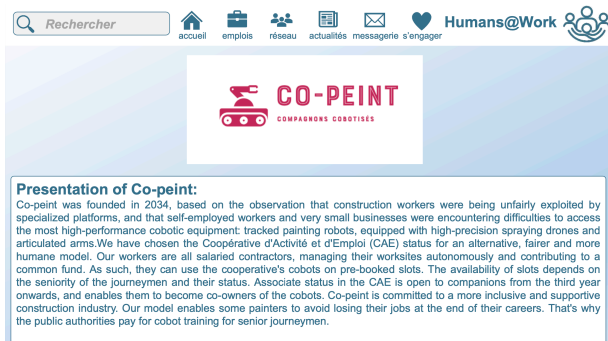 Rechercher
accueil emplois réseau actualités messagerie s'engager
Humans@Work
CO-PEINT
COMPAGNONS COBOTISÉS
Presentation of Co-peint:
Co-peint was founded in 2034, based on the observation that construction workers were being unfairly exploited by
specialized platforms, and that self-employed workers and very small businesses were encountering difficulties to access
the most high-performance cobotic equipment: tracked painting robots, equipped with high-precision spraying drones and
articulated arms.We have chosen the Coopérative d'Activité et d'Emploi (CAE) status for an alternative, fairer and more
humane model. Our workers are all salaried contractors, managing their worksites autonomously and contributing to a
common fund. As such, they can use the cooperative's cobots on pre-booked slots. The availability of slots depends on
the seniority of the journeymen and their status. Associate status in the CAE is open to companions from the third year
onwards, and enables them to become co-owners of the cobots. Co-peint is committed to a more inclusive and supportive
construction industry. Our model enables some painters to avoid losing their jobs at the end of their careers. That's why
the public authorities pay for cobot training for senior journeymen.